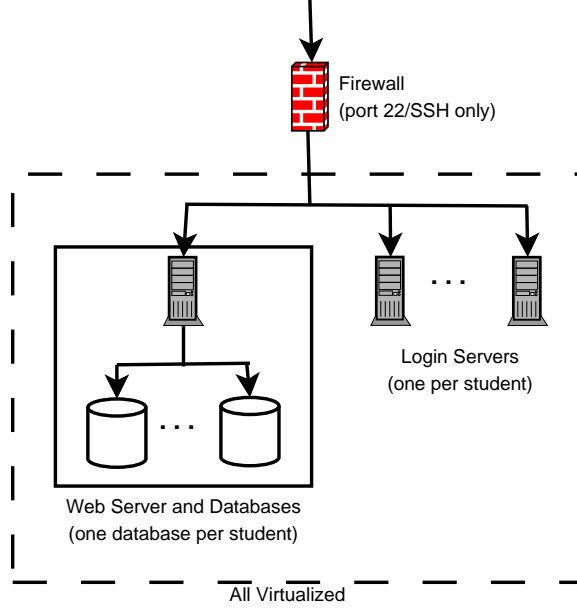 Firewall
(port 22/SSH only)
. . .
. . .
Login Servers
(one per student)
Web Server and Databases
(one database per student)
All Virtualized